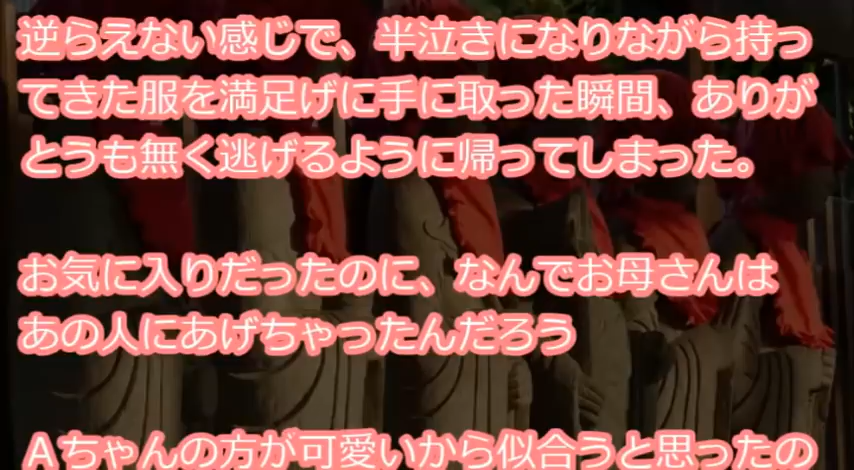 逆らえない感じで、半泣きになりながら持っ
てきた服を満足げに手に取った瞬間、ありが
とうも無く逃げるように帰ってしまった。
お気に入りだったのに、なんでお母さんは
あの人にあげちゃったんだろう
Aちゃんの方が可愛いから似合うと思ったの